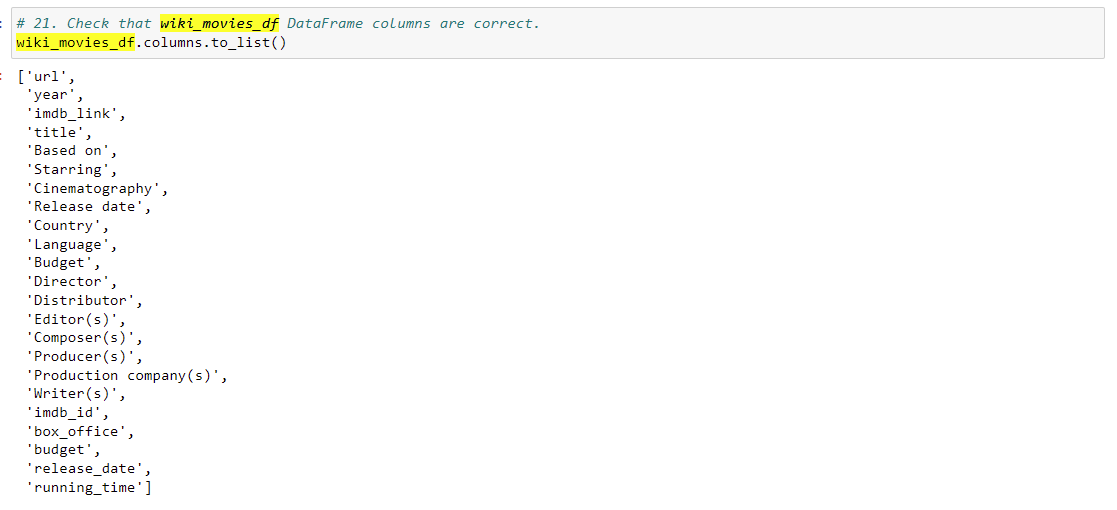 # 21. Check that wiki_movies_df DataFrame columns are correct.
wiki_movies_df.columns.to_list()
['url',
'year',
'imdb_link',
'title',
'Based on',
'Starring',
'Cinematography',
'Release date',
'Country',
'Language',
'Budget',
'Director',
'Distributor',
'Editor(s)',
'Composer(s)',
'Producer(s)',
'Production company(s)',
'Writer(s)',
'imdb_id',
'box_office',
'budget',
'release_date',
'running_time']